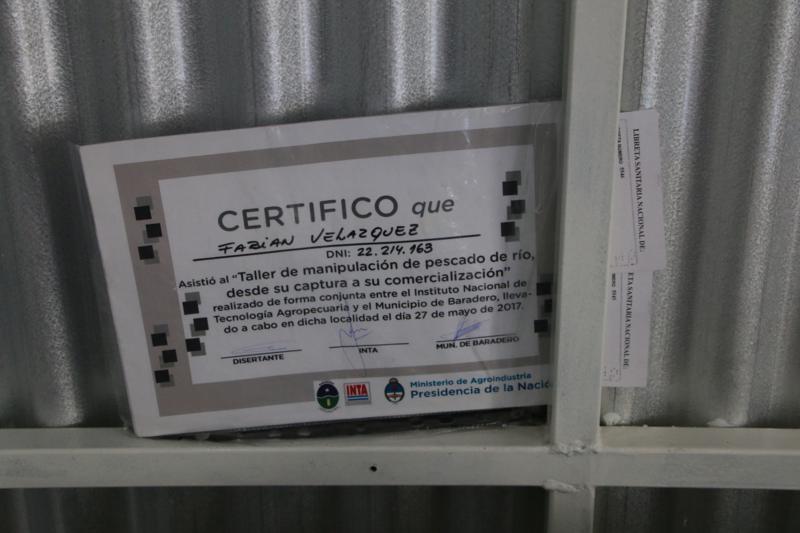 CERTIFICO que
FABIAN VELAZQUEZ
DNI: 22.214.163
Asistió al "Taller de manipulación de pescado de río,
desde su captura a su comercialización"
realizado de forma conjunta entre el Instituto Nacional de
Tecnología Agropecuaria y el Municipio de Baradero, lleva-
do a cabo en dicha localidad el día 27 de mayo de 2017.
DISERTANTE
INTA
MUN. DE BARADERO
INTA
Ministerio de Agroindustria
Presidencia de la Nació
LIBRETA SANITARIA NACIONAL DE:
LIBRETA SANITARIA NACIONAL DE: